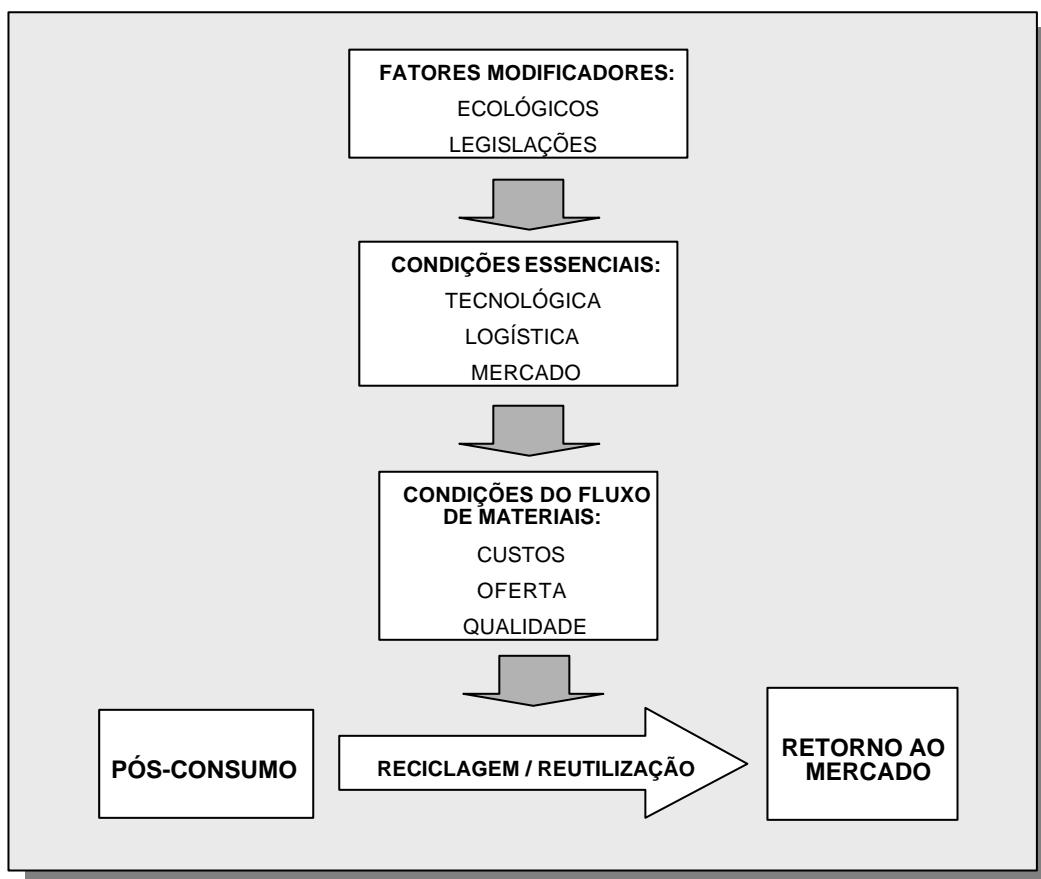 FATORES MODIFICADORES:
ECOLÓGICOS
LEGISLAÇÕES
CONDIÇÕES ESSENCIAIS:
TECNOLÓGICA
LOGÍSTICA
MERCADO
CONDIÇÕES DO FLUXO
DE MATERIAIS:
CUSTOS
OFERTA
QUALIDADE
PÓS-CONSUMO
RECICLAGEM / REUTILIZAÇÃO
RETORNO AO
MERCADO